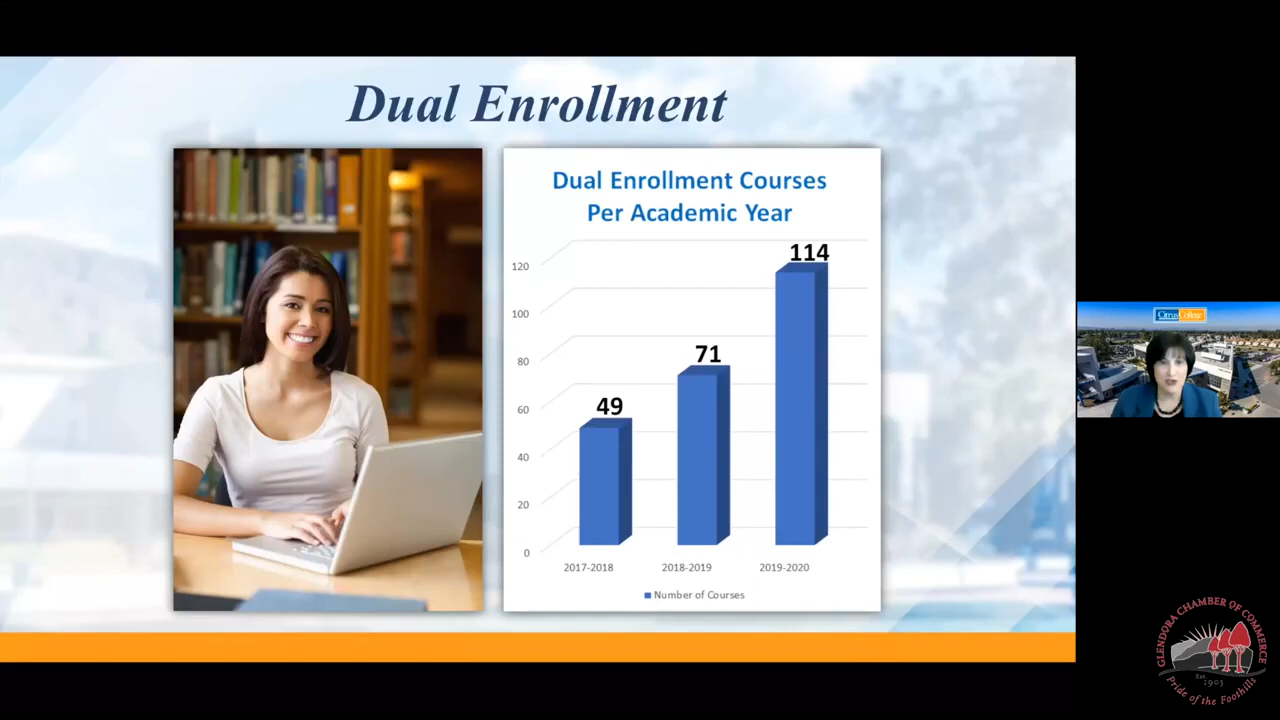 Dual Enrollment
Dual Enrollment Courses
Per Academic Year
114
120
100
71
80
49
60
40
20
0
2017-2018
2018-2019
2019-2020
Number of Courses
Citrus College
GLENDORA CHAMBER OF COMMERCE
Est.
1903
Pride of the Foothills